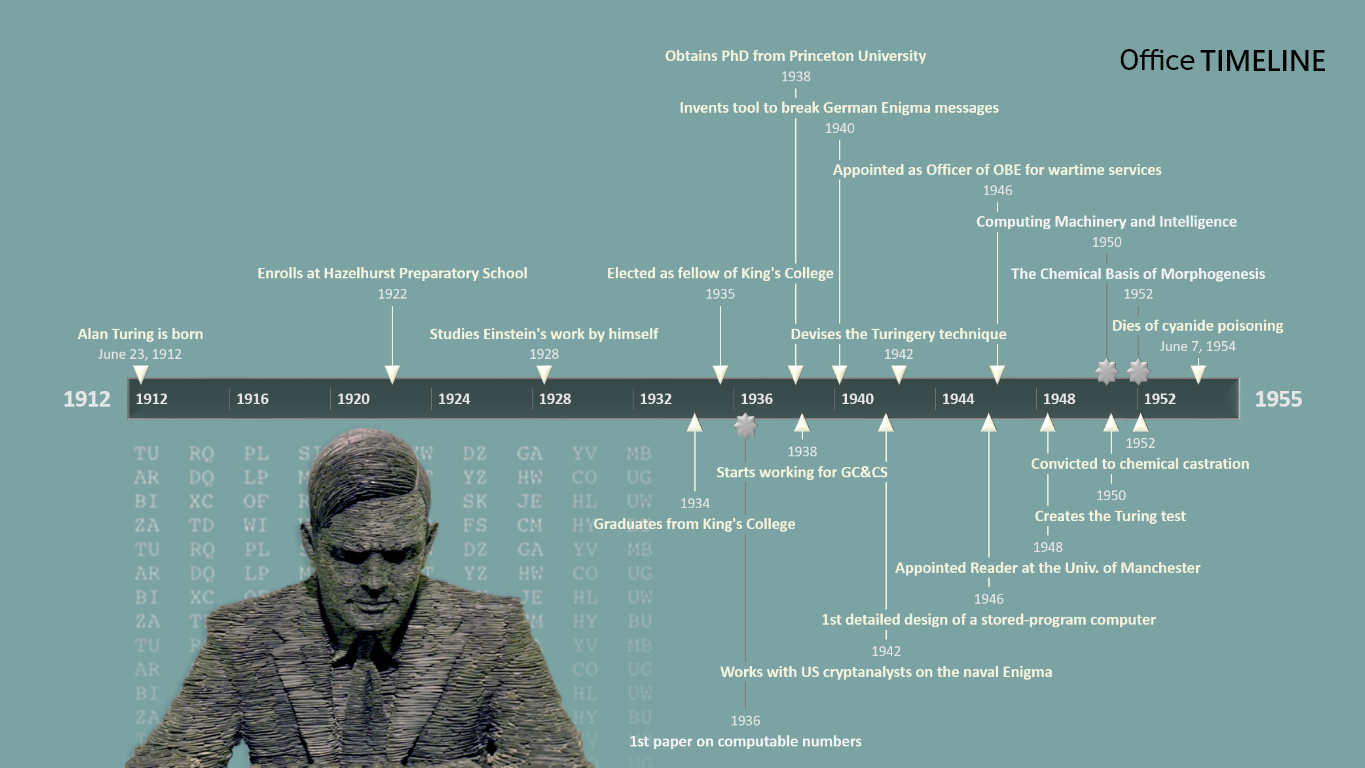 Office TIMELINE
Obtains PhD from Princeton University
1938
Invents tool to break German Enigma messages
1940
Appointed as Officer of OBE for wartime services
1946
Computing Machinery and Intelligence
1950
Enrolls at Hazelhurst Preparatory School
1922
Elected as fellow of King's College
1935
The Chemical Basis of Morphogenesis
1952
Alan Turing is born
June 23, 1912
Studies Einstein's work by himself
1928
Devises the Turingery technique
1942
Dies of cyanide poisoning
June 7, 1954
1912 1912 1916 1920 1924 1928 1932 1936 1940 1944 1948 1952 1955
1952
Convicted to chemical castration
1938
Starts working for GC&CS
1950
Creates the Turing test
1934
Graduates from King's College
1948
Appointed Reader at the Univ. of Manchester
1946
1st detailed design of a stored-program computer
1942
Works with US cryptanalysts on the naval Enigma
1936
1st paper on computable numbers
TU RQ PL DZ GA YV MB
AR DQ LP YZ HW CO UG
BI XC OF SK JE HL UW
ZA TD WI FS CM HY
TU RQ PL DZ GA YV MB
AR DQ LP YZ HW CO UG
BI XC JE HL UW
ZA HY BU
TU YV MB
AR CO UG
BI HL UW
ZA HY BU